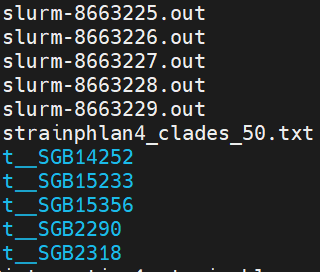 slurm-8663225.out
slurm-8663226.out
slurm-8663227.out
slurm-8663228.out
slurm-8663229.out
strainphlan4_clades_50.txt
t__SGB14252
t__SGB15233
t__SGB15356
t__SGB2290
t__SGB2318